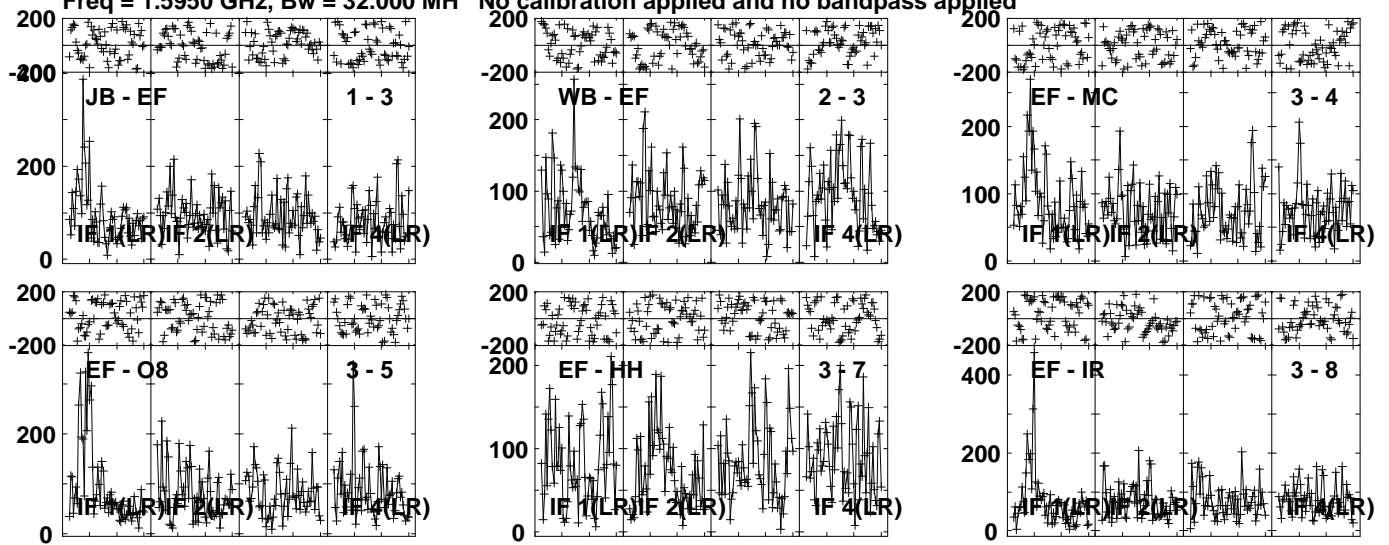 Freq = 1.5950 GHz, Bw = 32.000 MH No calibration applied and no bandpass applied
200 200 200
-200 -200 -200
JB - EF 1 - 3 WB - EF 2 - 3 EF - MC 3 - 4
200 200 200
100 100
IF 1(LR) IF 2(LR) IF 4(LR) IF 1(LR) IF 2(LR) IF 4(LR) IF 1(LR) IF 2(LR) IF 4(LR)
0 0 0
200 200 200
-200 -200 -200
EF - O8 3 - 5 EF - HH 3 - 7 EF - IR 3 - 8
200 400
200 100 200
IF 1(LR) IF 2(LR) IF 4(LR) IF 1(LR) IF 2(LR) IF 4(LR) IF 1(LR) IF 2(LR) IF 4(LR)
0 0 0